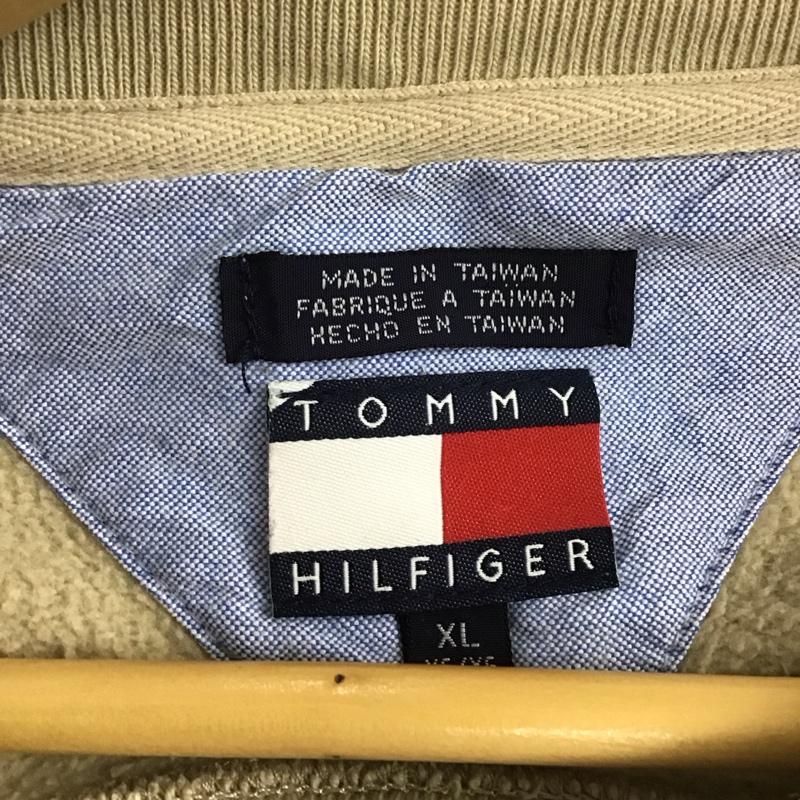 MADE IN TAIWAN
FABRIQUE A TAIWAN
HECHO EN TAIWAN
TOMMY
HILFIGER
XL